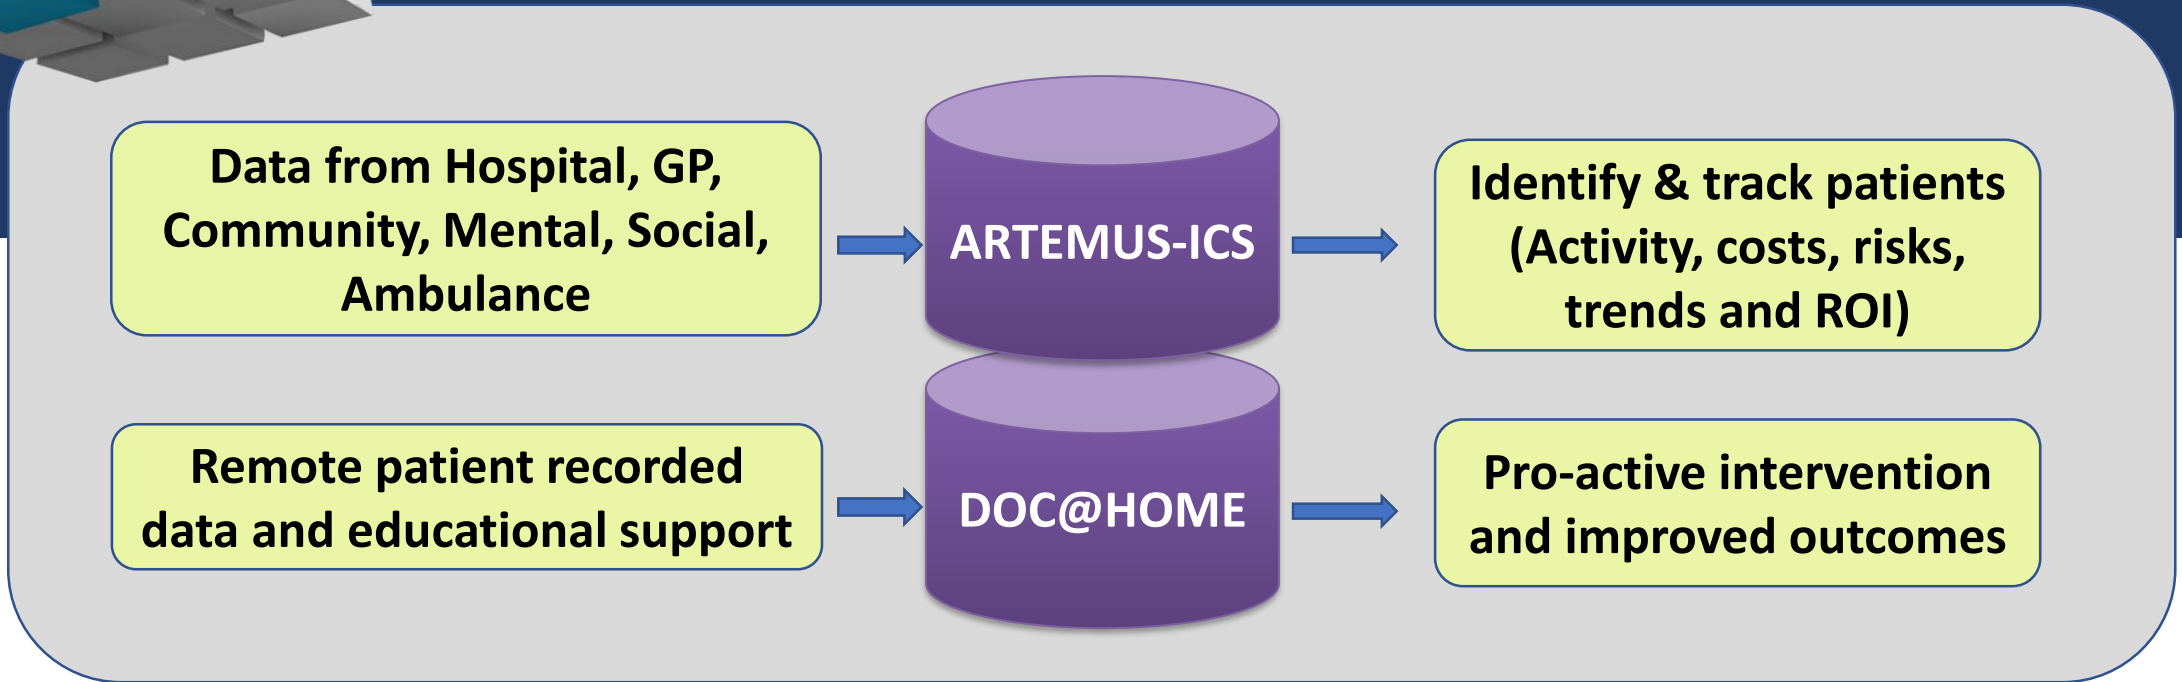 Data from Hospital, GP,
Community, Mental, Social,
Ambulance
ARTEMUS-ICS
Identify & track patients
(Activity, costs, risks,
trends and ROI)
Remote patient recorded
data and educational support
DOC@HOME
Pro-active intervention
and improved outcomes